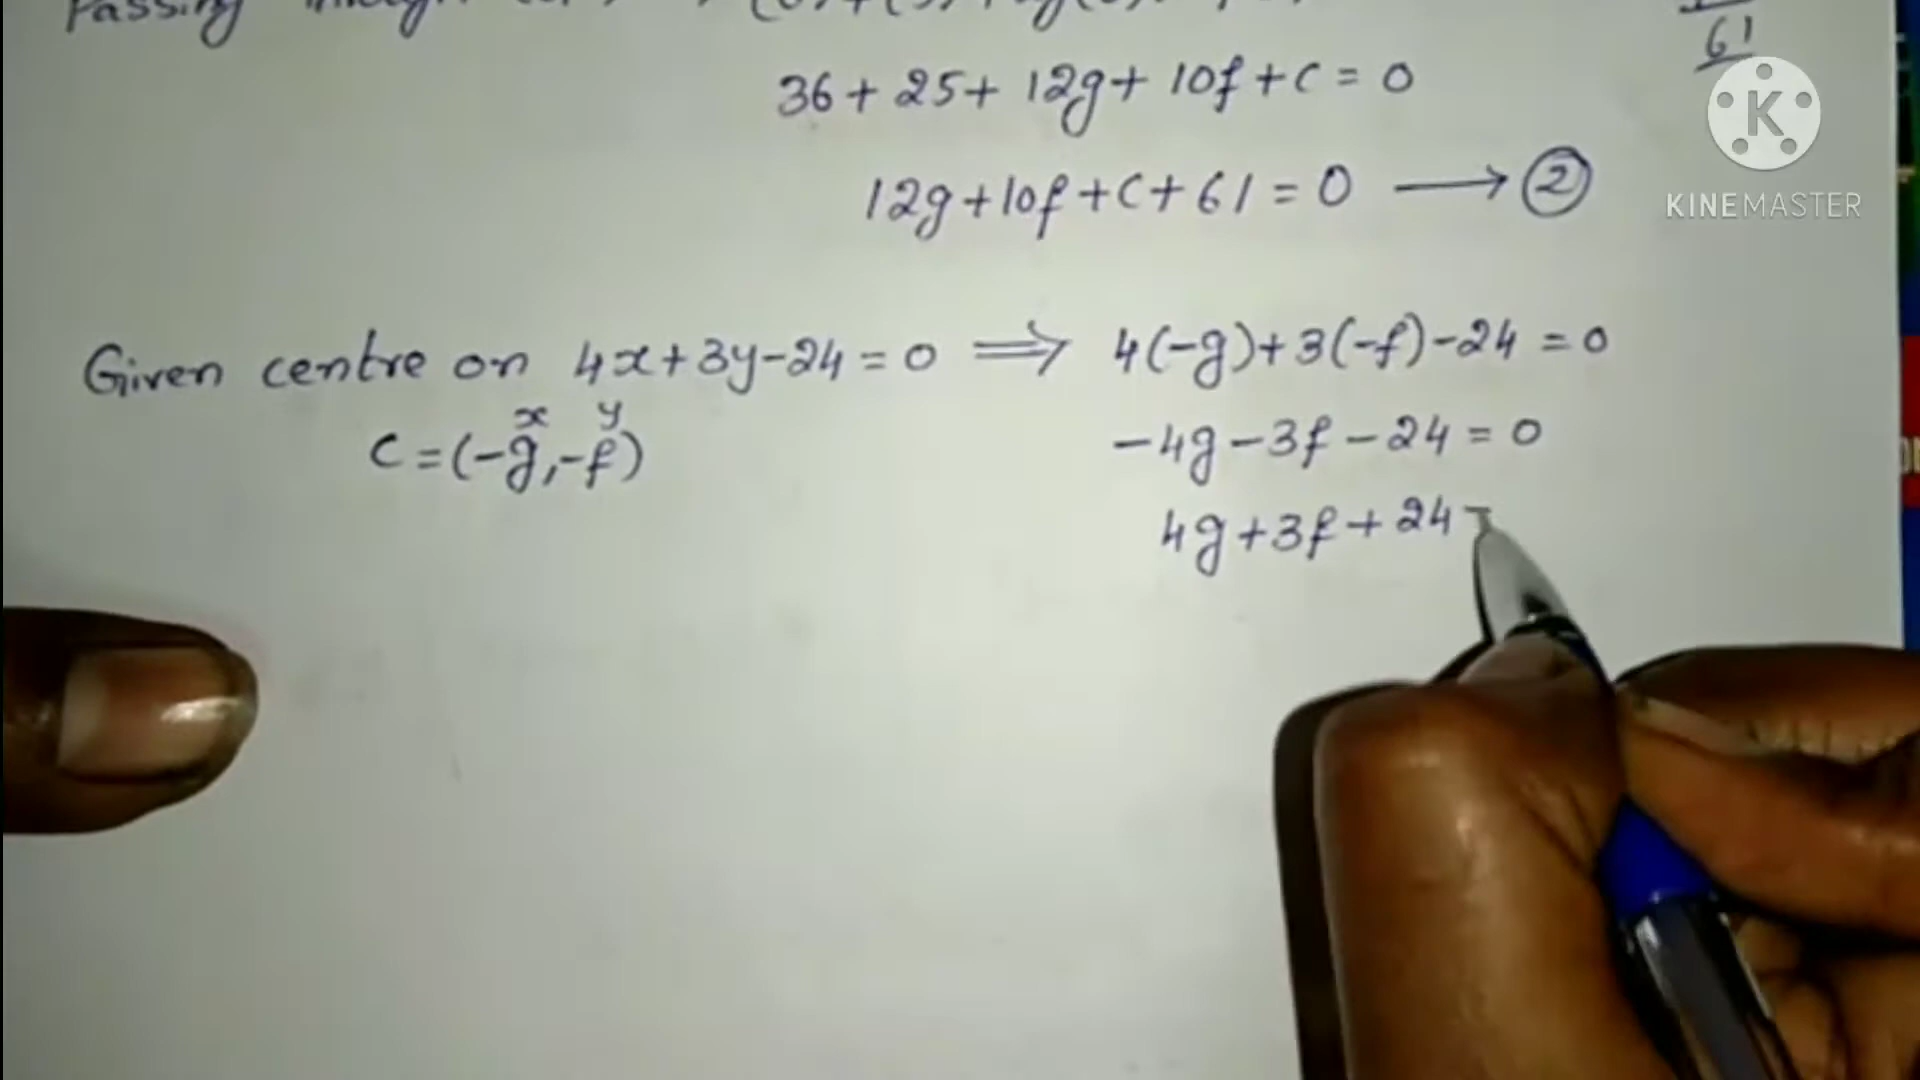 Passing
61
36 + 25 + 12g + 10f + c = 0
K
KINEMASTER
12g + 10f + c + 61 = 0 → ②
Given centre on 4x + 3y - 24 = 0 ⇒ 4(-g) + 3(-f) - 24 = 0
x y
C = (-g, -f)
-4g - 3f - 24 = 0
4g + 3f + 24 =